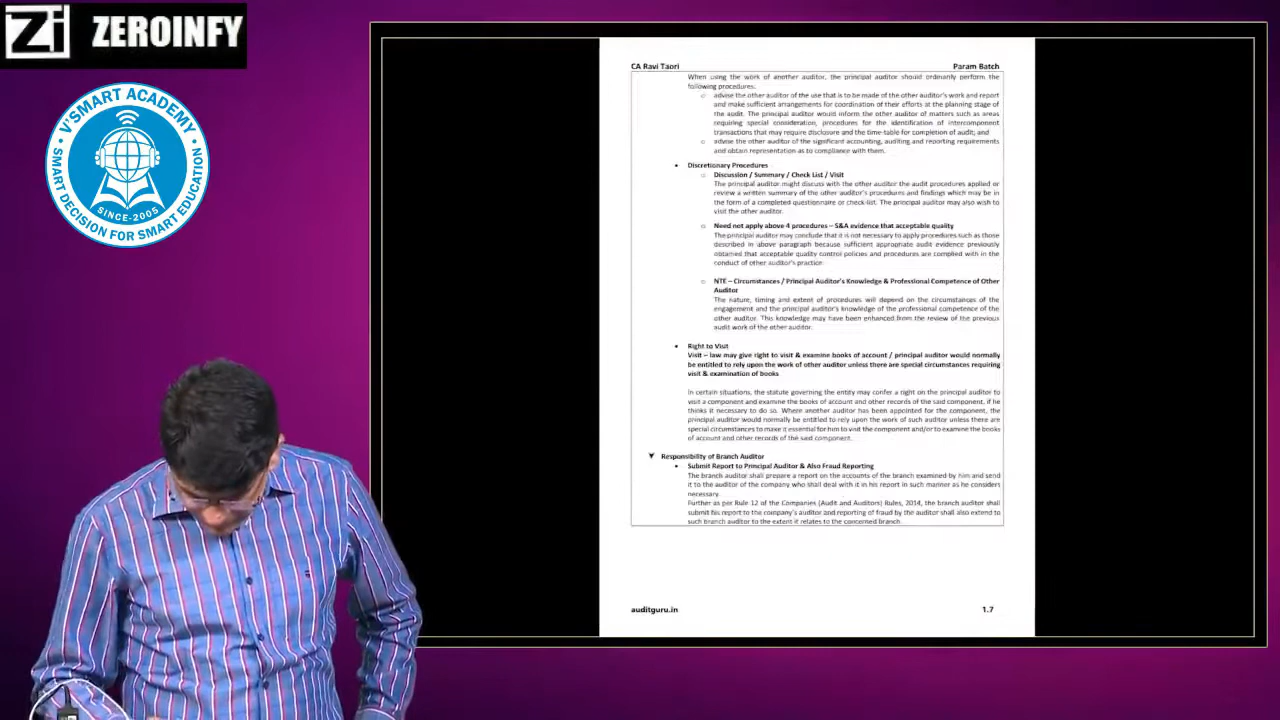 Zi ZEROINFY
V'SMART ACADEMY
SINCE-2005
SMART DECISION FOR SMART EDUCATION
CA Ravi Taori Param Batch
When using the work of another auditor, the principal auditor should ordinarily perform the
following procedures:
o advise the other auditor of the use that is to be made of the other auditor's work and report
and make sufficient arrangements for coordination of their efforts at the planning stage of
the audit. The principal auditor would inform the other auditor of matters such as areas
requiring special consideration, procedures for the identification of intercomponent
transactions that may require disclosure and the time-table for completion of audit; and
o advise the other auditor of the significant accounting, auditing and reporting requirements
and obtain representation as to compliance with them.
• Discretionary Procedures
o Discussion / Summary / Check List / Visit
The principal auditor might discuss with the other auditor the audit procedures applied or
review a written summary of the other auditor's procedures and findings which may be in
the form of a completed questionnaire or check-list. The principal auditor may also wish to
visit the other auditor.
o Need not apply above 4 procedures – S&A evidence that acceptable quality
The principal auditor may conclude that it is not necessary to apply procedures such as those
described in above paragraph because sufficient appropriate audit evidence previously
obtained that acceptable quality control policies and procedures are complied with in the
conduct of other auditor's practice.
o NTE – Circumstances / Principal Auditor's Knowledge & Professional Competence of Other
Auditor
The nature, timing and extent of procedures will depend on the circumstances of the
engagement and the principal auditor's knowledge of the professional competence of the
other auditor. This knowledge may have been enhanced from the review of the previous
audit work of the other auditor.
• Right to Visit
Visit – law may give right to visit & examine books of account / principal auditor would normally
be entitled to rely upon the work of other auditor unless there are special circumstances requiring
visit & examination of books
In certain situations, the statute governing the entity may confer a right on the principal auditor to
visit a component and examine the books of account and other records of the said component, if he
thinks it necessary to do so. Where another auditor has been appointed for the component, the
principal auditor would normally be entitled to rely upon the work of such auditor unless there are
special circumstances to make it essential for him to visit the component and/or to examine the books
of account and other records of the said component.
Responsibility of Branch Auditor
• Submit Report to Principal Auditor & Also Fraud Reporting
The branch auditor shall prepare a report on the accounts of the branch examined by him and send
it to the auditor of the company who shall deal with it in his report in such manner as he considers
necessary.
Further as per Rule 12 of the Companies (Audit and Auditors) Rules, 2014, the branch auditor shall
submit his report to the company's auditor and reporting of fraud by the auditor shall also extend to
such branch auditor to the extent it relates to the concerned branch.
auditguru.in 1.7